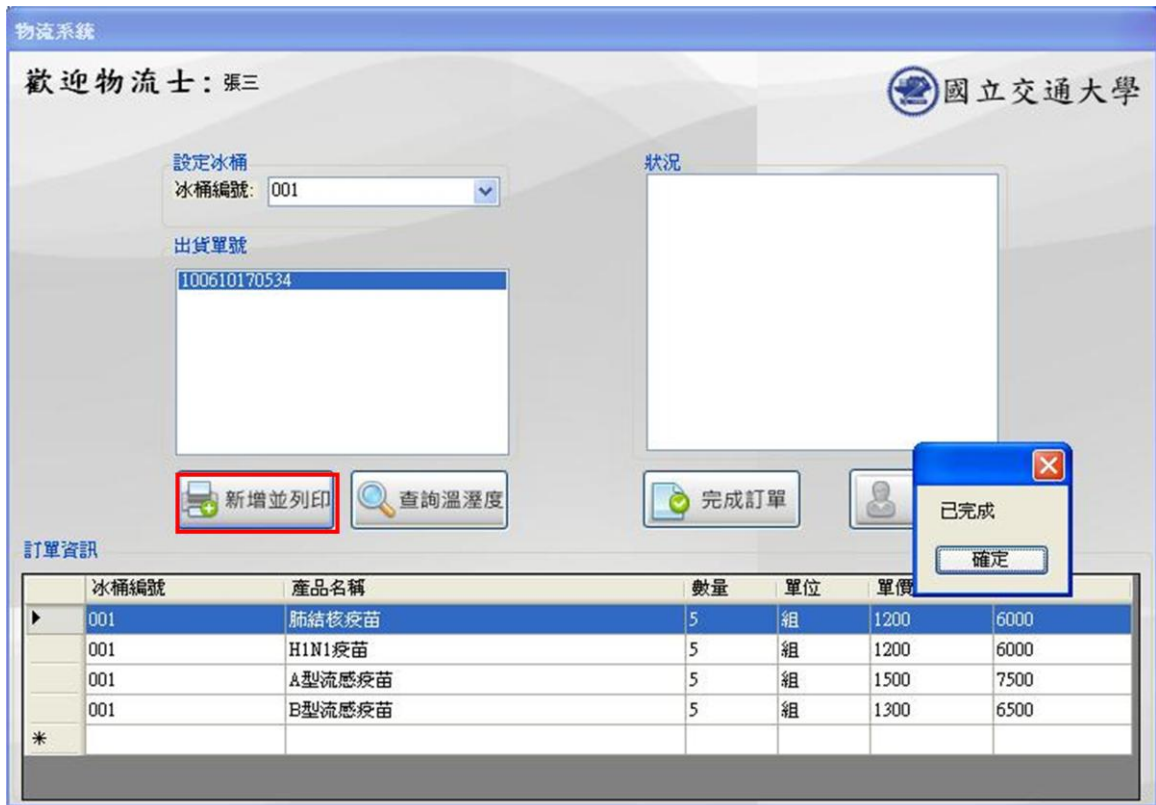 物流系統
歡迎物流士：張三
國立交通大學
設定冰桶
冰桶編號: 001
狀況
出貨單號
100610170534
新增並列印
查詢溫溼度
完成訂單
已完成
確定
訂單資訊
冰桶編號 產品名稱 數量 單位 單價
001 肺結核疫苗 5 組 1200 6000
001 H1N1疫苗 5 組 1200 6000
001 A型流感疫苗 5 組 1500 7500
001 B型流感疫苗 5 組 1300 6500
*